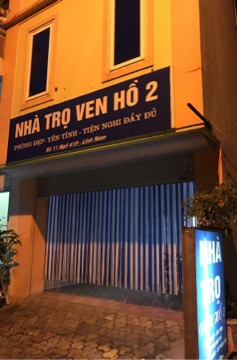 NHÀ TRỌ VEN HỒ 2
PHÒNG ĐẸP - YÊN TĨNH - TIỆN NGHI ĐẦY ĐỦ
Số 11 Ngõ 418 - Lĩnh Nam
NHÀ
TRỌ